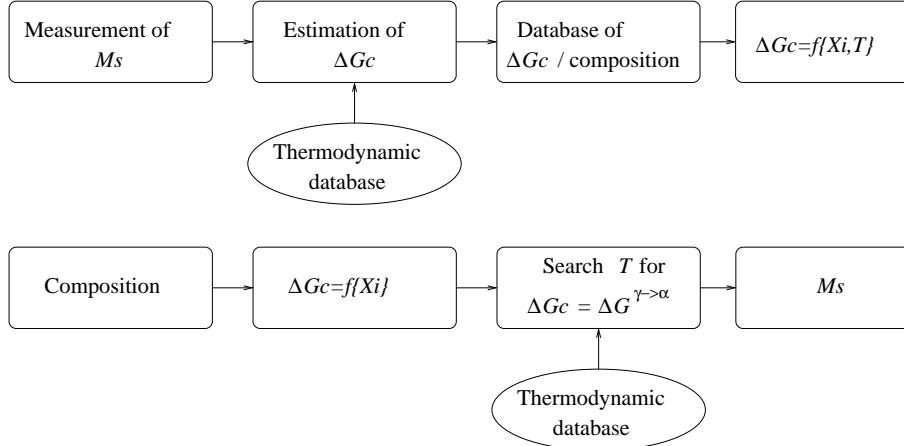 Measurement of
Ms
Estimation of
ΔGc
Database of
ΔGc / composition
ΔGc=f{Xi,T}
Thermodynamic
database
Composition
ΔGc=f{Xi}
Search T for
ΔGc = ΔG^γ−>α
Ms
Thermodynamic
database